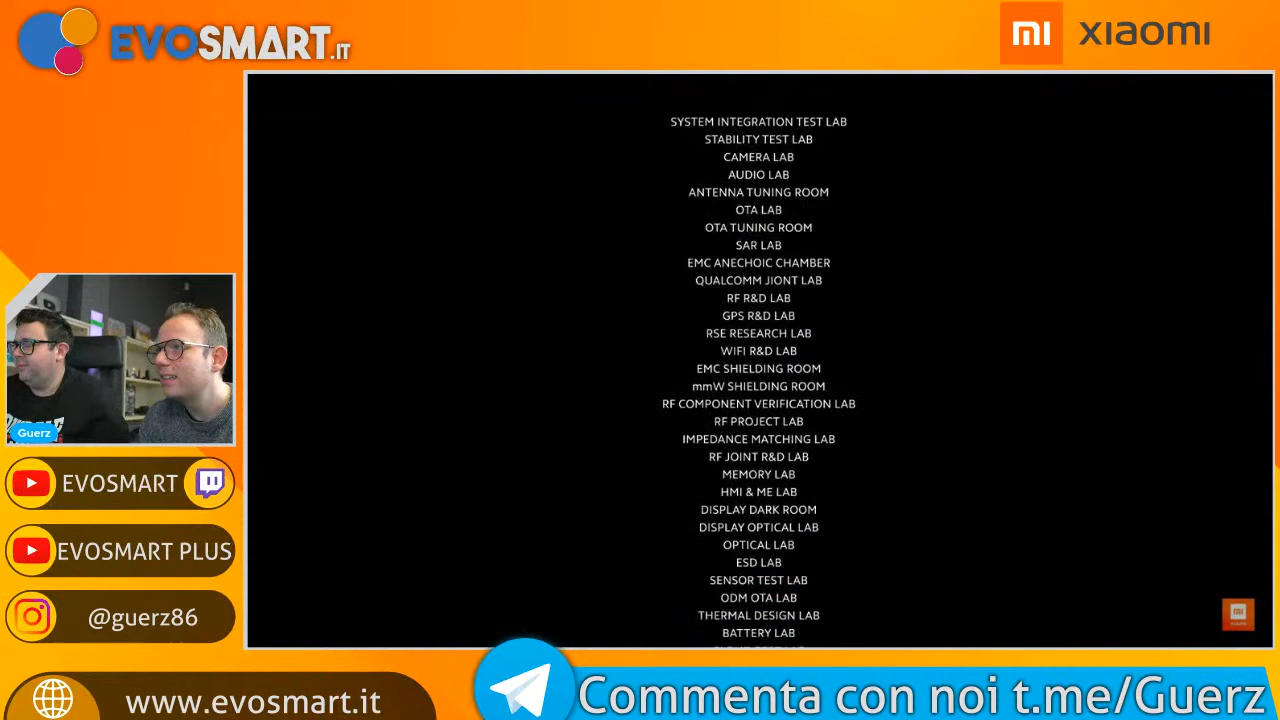 EVOSMART.IT
mi xiaomi
SYSTEM INTEGRATION TEST LAB
STABILITY TEST LAB
CAMERA LAB
AUDIO LAB
ANTENNA TUNING ROOM
OTA LAB
OTA TUNING ROOM
SAR LAB
EMC ANECHOIC CHAMBER
QUALCOMM JIONT LAB
RF R&D LAB
GPS R&D LAB
RSE RESEARCH LAB
WIFI R&D LAB
EMC SHIELDING ROOM
mmW SHIELDING ROOM
RF COMPONENT VERIFICATION LAB
RF PROJECT LAB
IMPEDANCE MATCHING LAB
RF JOINT R&D LAB
MEMORY LAB
HMI & ME LAB
DISPLAY DARK ROOM
DISPLAY OPTICAL LAB
OPTICAL LAB
ESD LAB
SENSOR TEST LAB
ODM OTA LAB
THERMAL DESIGN LAB
BATTERY LAB
mi
Guerz
EVOSMART
EVOSMART PLUS
@guerz86
www.evosmart.it
Commenta con noi t.me/Guerz